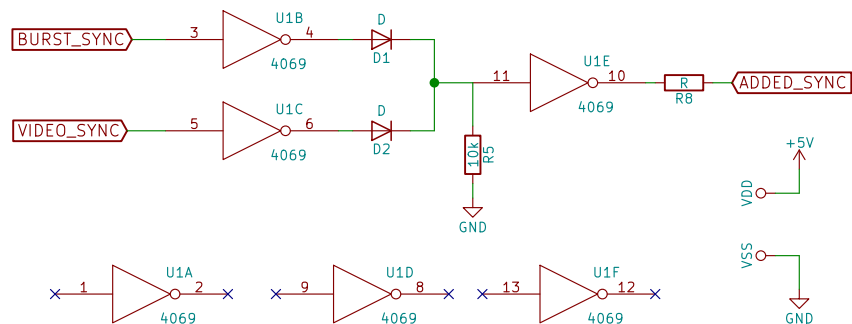 BURST_SYNC 3 U1B 4 4069 D D1
VIDEO_SYNC 5 U1C 6 4069 D D2
11 U1E 10 4069 R R8 ADDED_SYNC
10k R5
GND
+5V
VDD
VSS
GND
1 U1A 2 4069
9 U1D 8 4069
13 U1F 12 4069